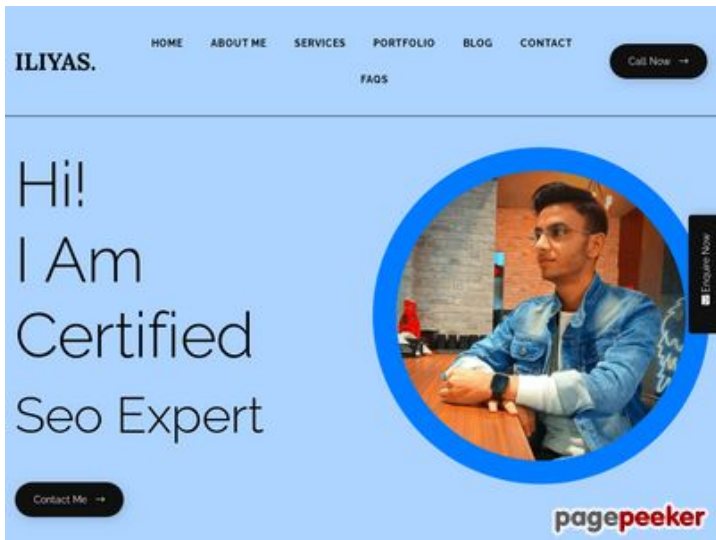 ILIYAS.
HOME ABOUT ME SERVICES PORTFOLIO BLOG CONTACT
FAQS
Call Now →
Hi!
I Am
Certified
Seo Expert
Contact Me →
Enquire Now
pagepeeker